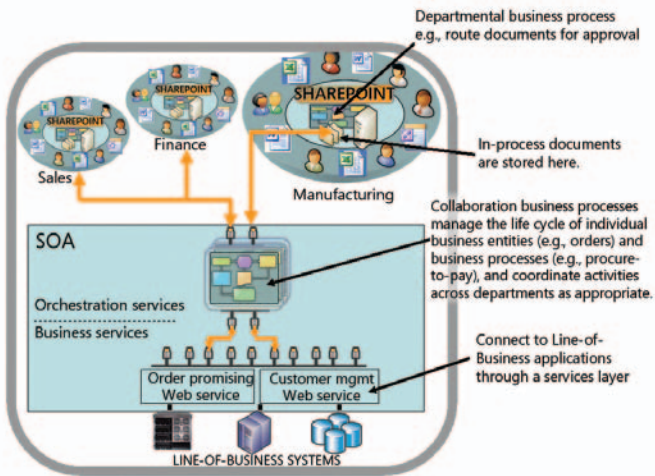 Departmental business process
e.g., route documents for approval
SHAREPOINT
SHAREPOINT
SHAREPOINT
Finance
Sales
Manufacturing
In-process documents
are stored here.
Collaboration business processes
manage the life cycle of individual
business entities (e.g., orders) and
business processes (e.g., procure-
to-pay), and coordinate activities
across departments as appropriate.
SOA
Orchestration services
Business services
Connect to Line-of-
Business applications
through a services layer
Order promising
Web service
Customer mgmt
Web service
LINE-OF-BUSINESS SYSTEMS